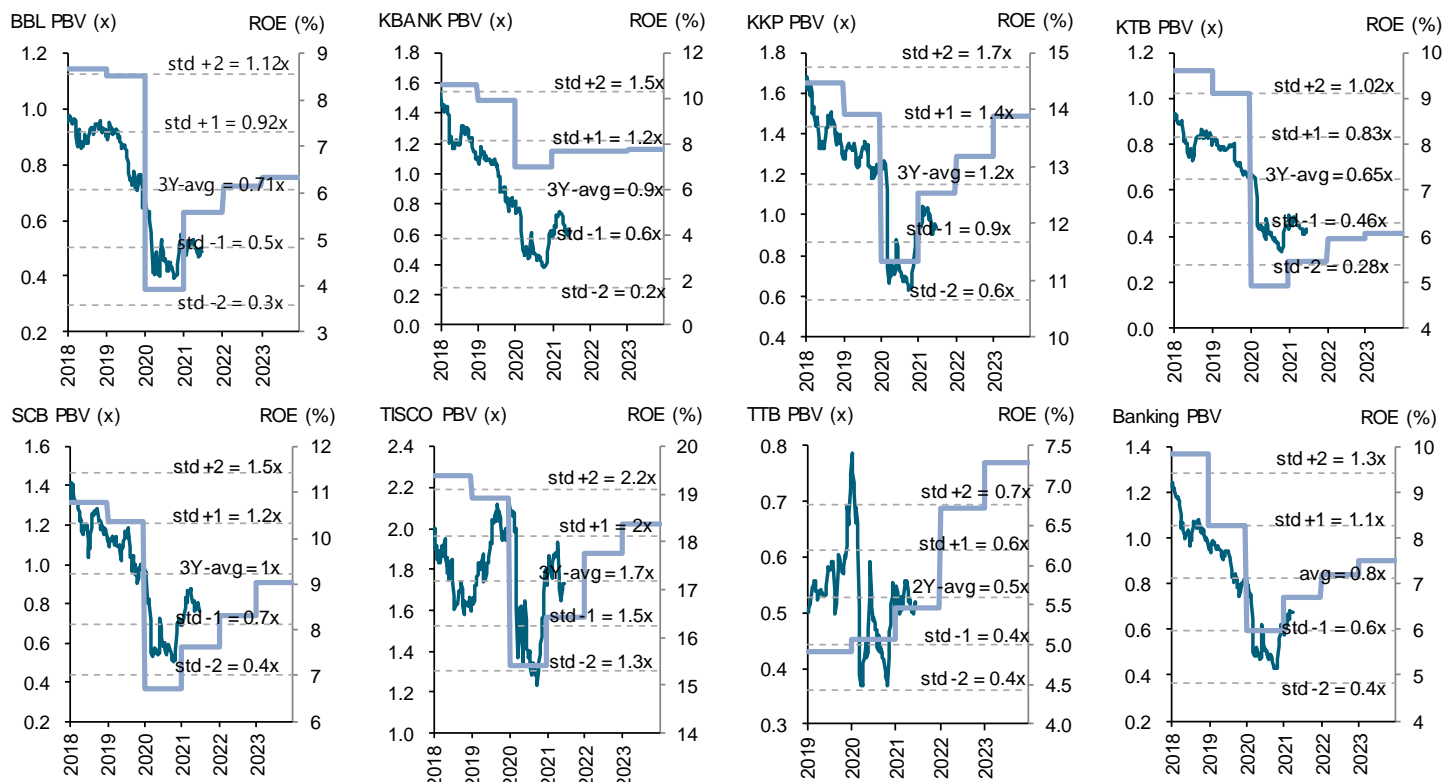 BBL PBV (x) ROE (%)
1.2
1.0
0.8
0.6
0.4
0.2
9
8
7
6
5
4
3
std +2 = 1.12x
std +1 = 0.92x
3Y-avg = 0.71x
std -1 = 0.5x
std -2 = 0.3x
2018 2019 2020 2021 2022 2023
KBANK PBV (x) ROE (%)
1.8
1.6
1.4
1.2
1.0
0.8
0.6
0.4
0.2
0.0
12
10
8
6
4
2
0
std +2 = 1.5x
std +1 = 1.2x
3Y-avg = 0.9x
std -1 = 0.6x
std -2 = 0.2x
2018 2019 2020 2021 2022 2023
KKP PBV (x) ROE (%)
1.8
1.6
1.4
1.2
1.0
0.8
0.6
0.4
15
14
13
12
11
10
std +2 = 1.7x
std +1 = 1.4x
3Y-avg = 1.2x
std -1 = 0.9x
std -2 = 0.6x
2018 2019 2020 2021 2022 2023
KTB PBV (x) ROE (%)
1.2
1.0
0.8
0.6
0.4
0.2
0.0
10
9
8
7
6
5
4
std +2 = 1.02x
std +1 = 0.83x
3Y-avg = 0.65x
std -1 = 0.46x
std -2 = 0.28x
2018 2019 2020 2021 2022 2023
SCB PBV (x) ROE (%)
1.6
1.4
1.2
1.0
0.8
0.6
0.4
0.2
12
11
10
9
8
7
6
std +2 = 1.5x
std +1 = 1.2x
3Y-avg = 1x
std -1 = 0.7x
std -2 = 0.4x
2018 2019 2020 2021 2022 2023
TISCO PBV (x) ROE (%)
2.4
2.2
2.0
1.8
1.6
1.4
1.2
1.0
20
19
18
17
16
15
14
std +2 = 2.2x
std +1 = 2x
3Y-avg = 1.7x
std -1 = 1.5x
std -2 = 1.3x
2018 2019 2020 2021 2022 2023
TTB PBV (x) ROE (%)
0.8
0.7
0.6
0.5
0.4
0.3
7.5
7.0
6.5
6.0
5.5
5.0
4.5
4.0
std +2 = 0.7x
std +1 = 0.6x
2Y-avg = 0.5x
std -1 = 0.4x
std -2 = 0.4x
2019 2020 2021 2022 2023
Banking PBV ROE (%)
1.4
1.2
1.0
0.8
0.6
0.4
0.2
10
9
8
7
6
5
4
std +2 = 1.3x
std +1 = 1.1x
avg = 0.8x
std -1 = 0.6x
std -2 = 0.4x
2018 2019 2020 2021 2022 2023